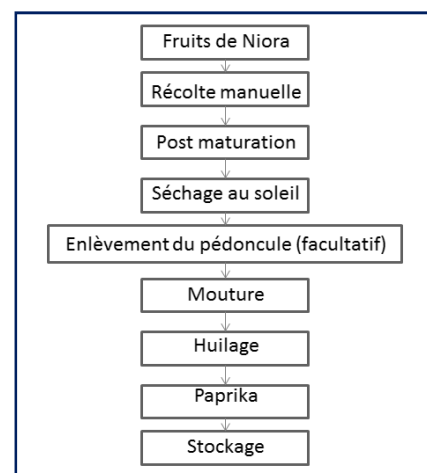 Fruits de Niora
Récolte manuelle
Post maturation
Séchage au soleil
Enlèvement du pédoncule (facultatif)
Mouture
Huilage
Paprika
Stockage